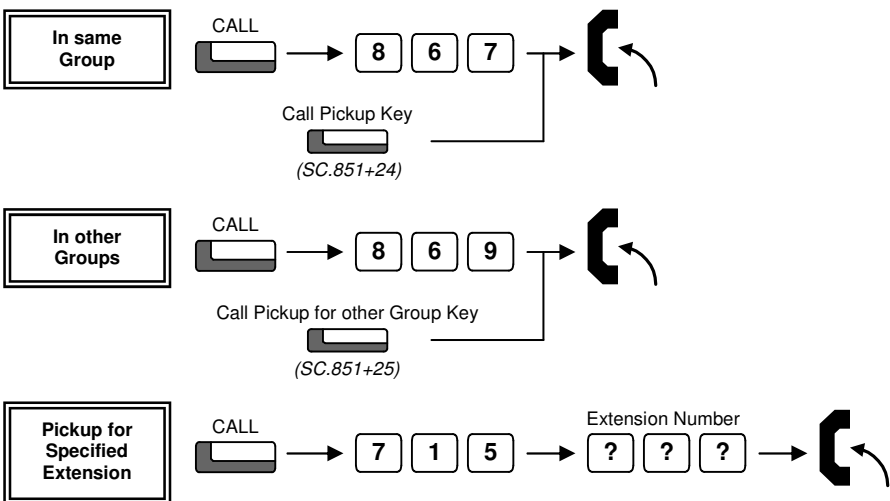 In same
Group
CALL
8 6 7
Call Pickup Key
(SC.851+24)
In other
Groups
CALL
8 6 9
Call Pickup for other Group Key
(SC.851+25)
Pickup for
Specified
Extension
CALL
7 1 5
Extension Number
? ? ?